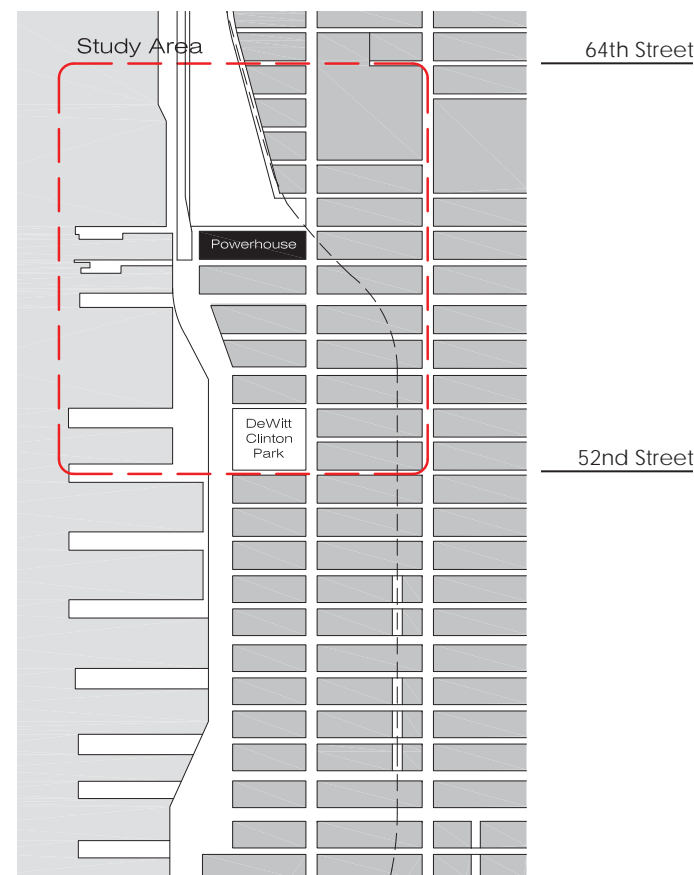 Study Area
64th Street
Powerhouse
DeWitt
Clinton
Park
52nd Street